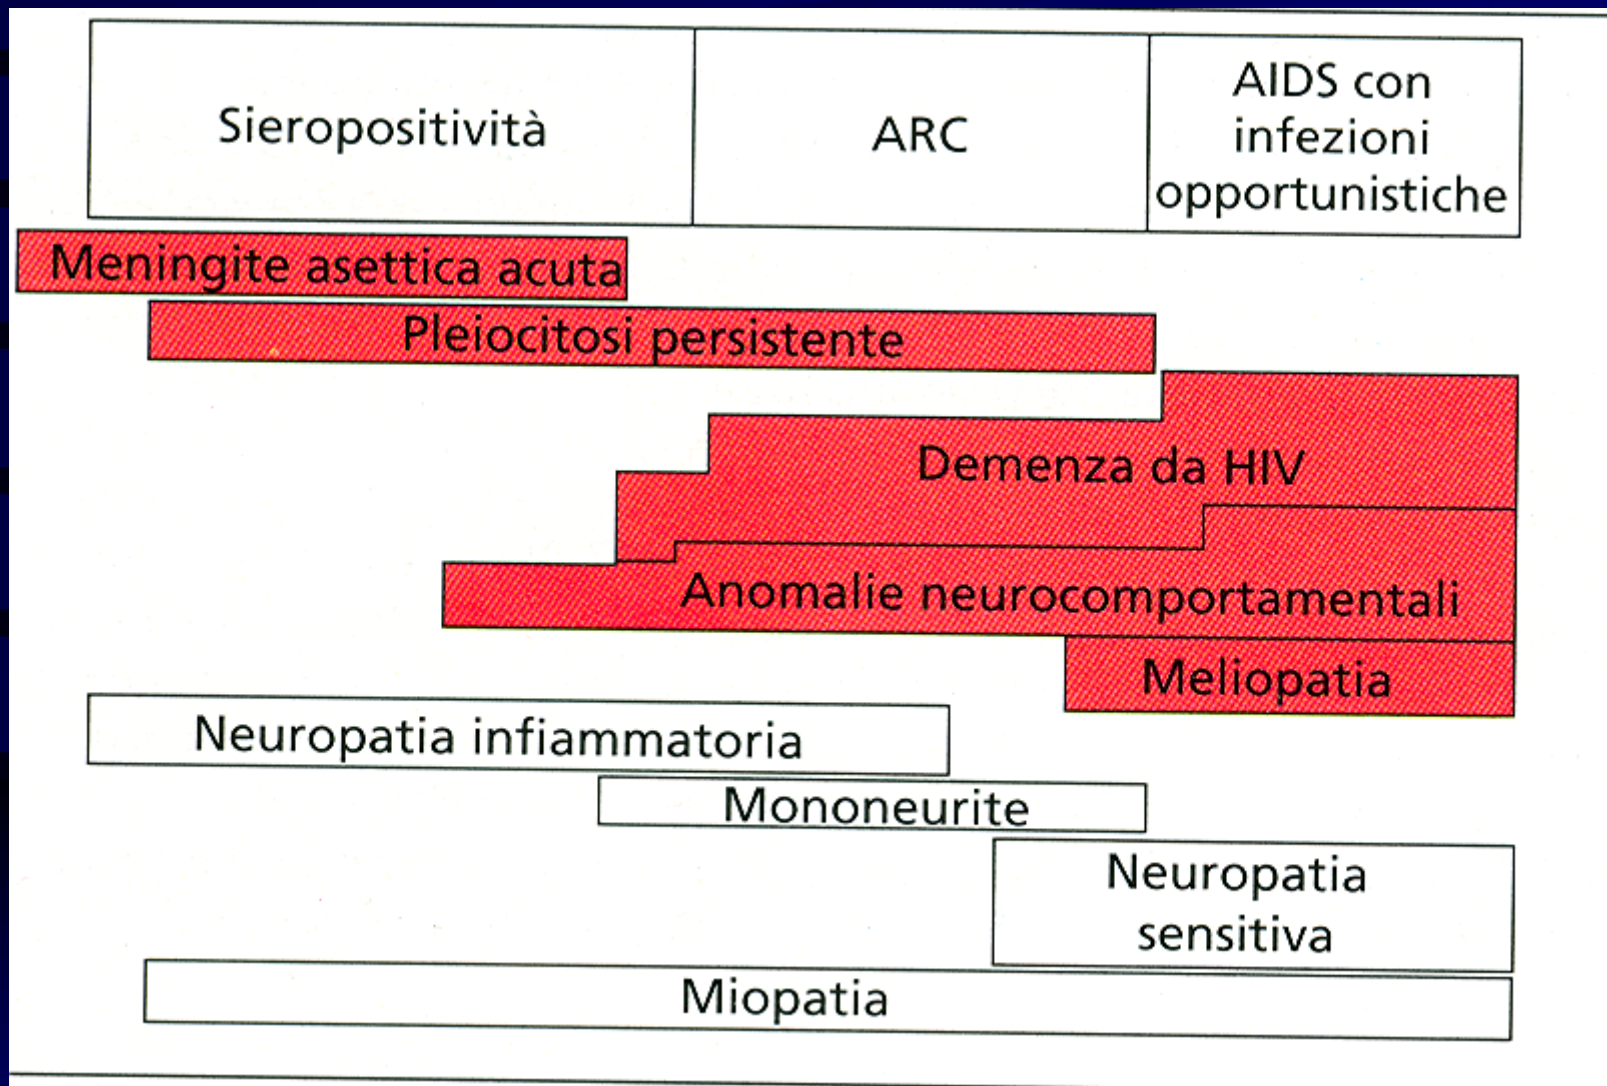 Sieropositività
ARC
AIDS con
infezioni
opportunistiche
Meningite asettica acuta
Pleiocitosi persistente
Demenza da HIV
Anomalie neurocomportamentali
Meliopatia
Neuropatia infiammatoria
Mononeurite
Neuropatia
sensitiva
Miopatia